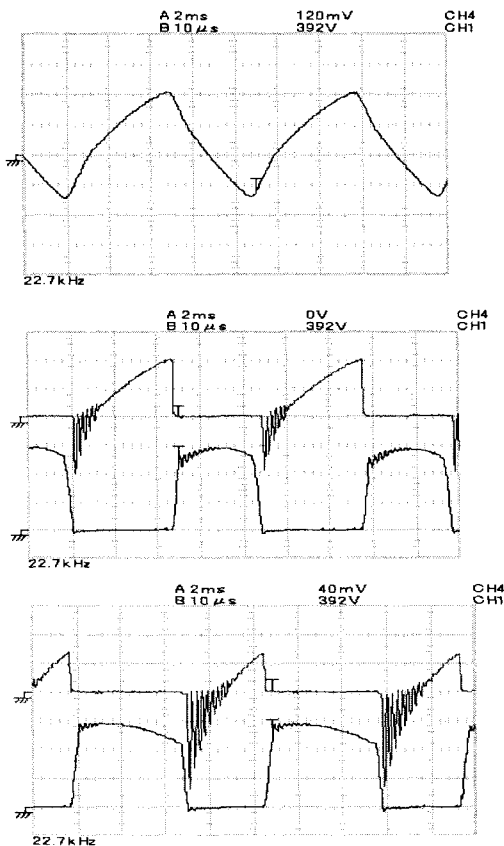 A 2ms 120mV CH4
B 10 μs 392V CH1
22.7kHz
A 2ms 0V CH4
B 10 μs 392V CH1
22.7kHz
A 2ms 40mV CH4
B 10 μs 392V CH1
22.7kHz